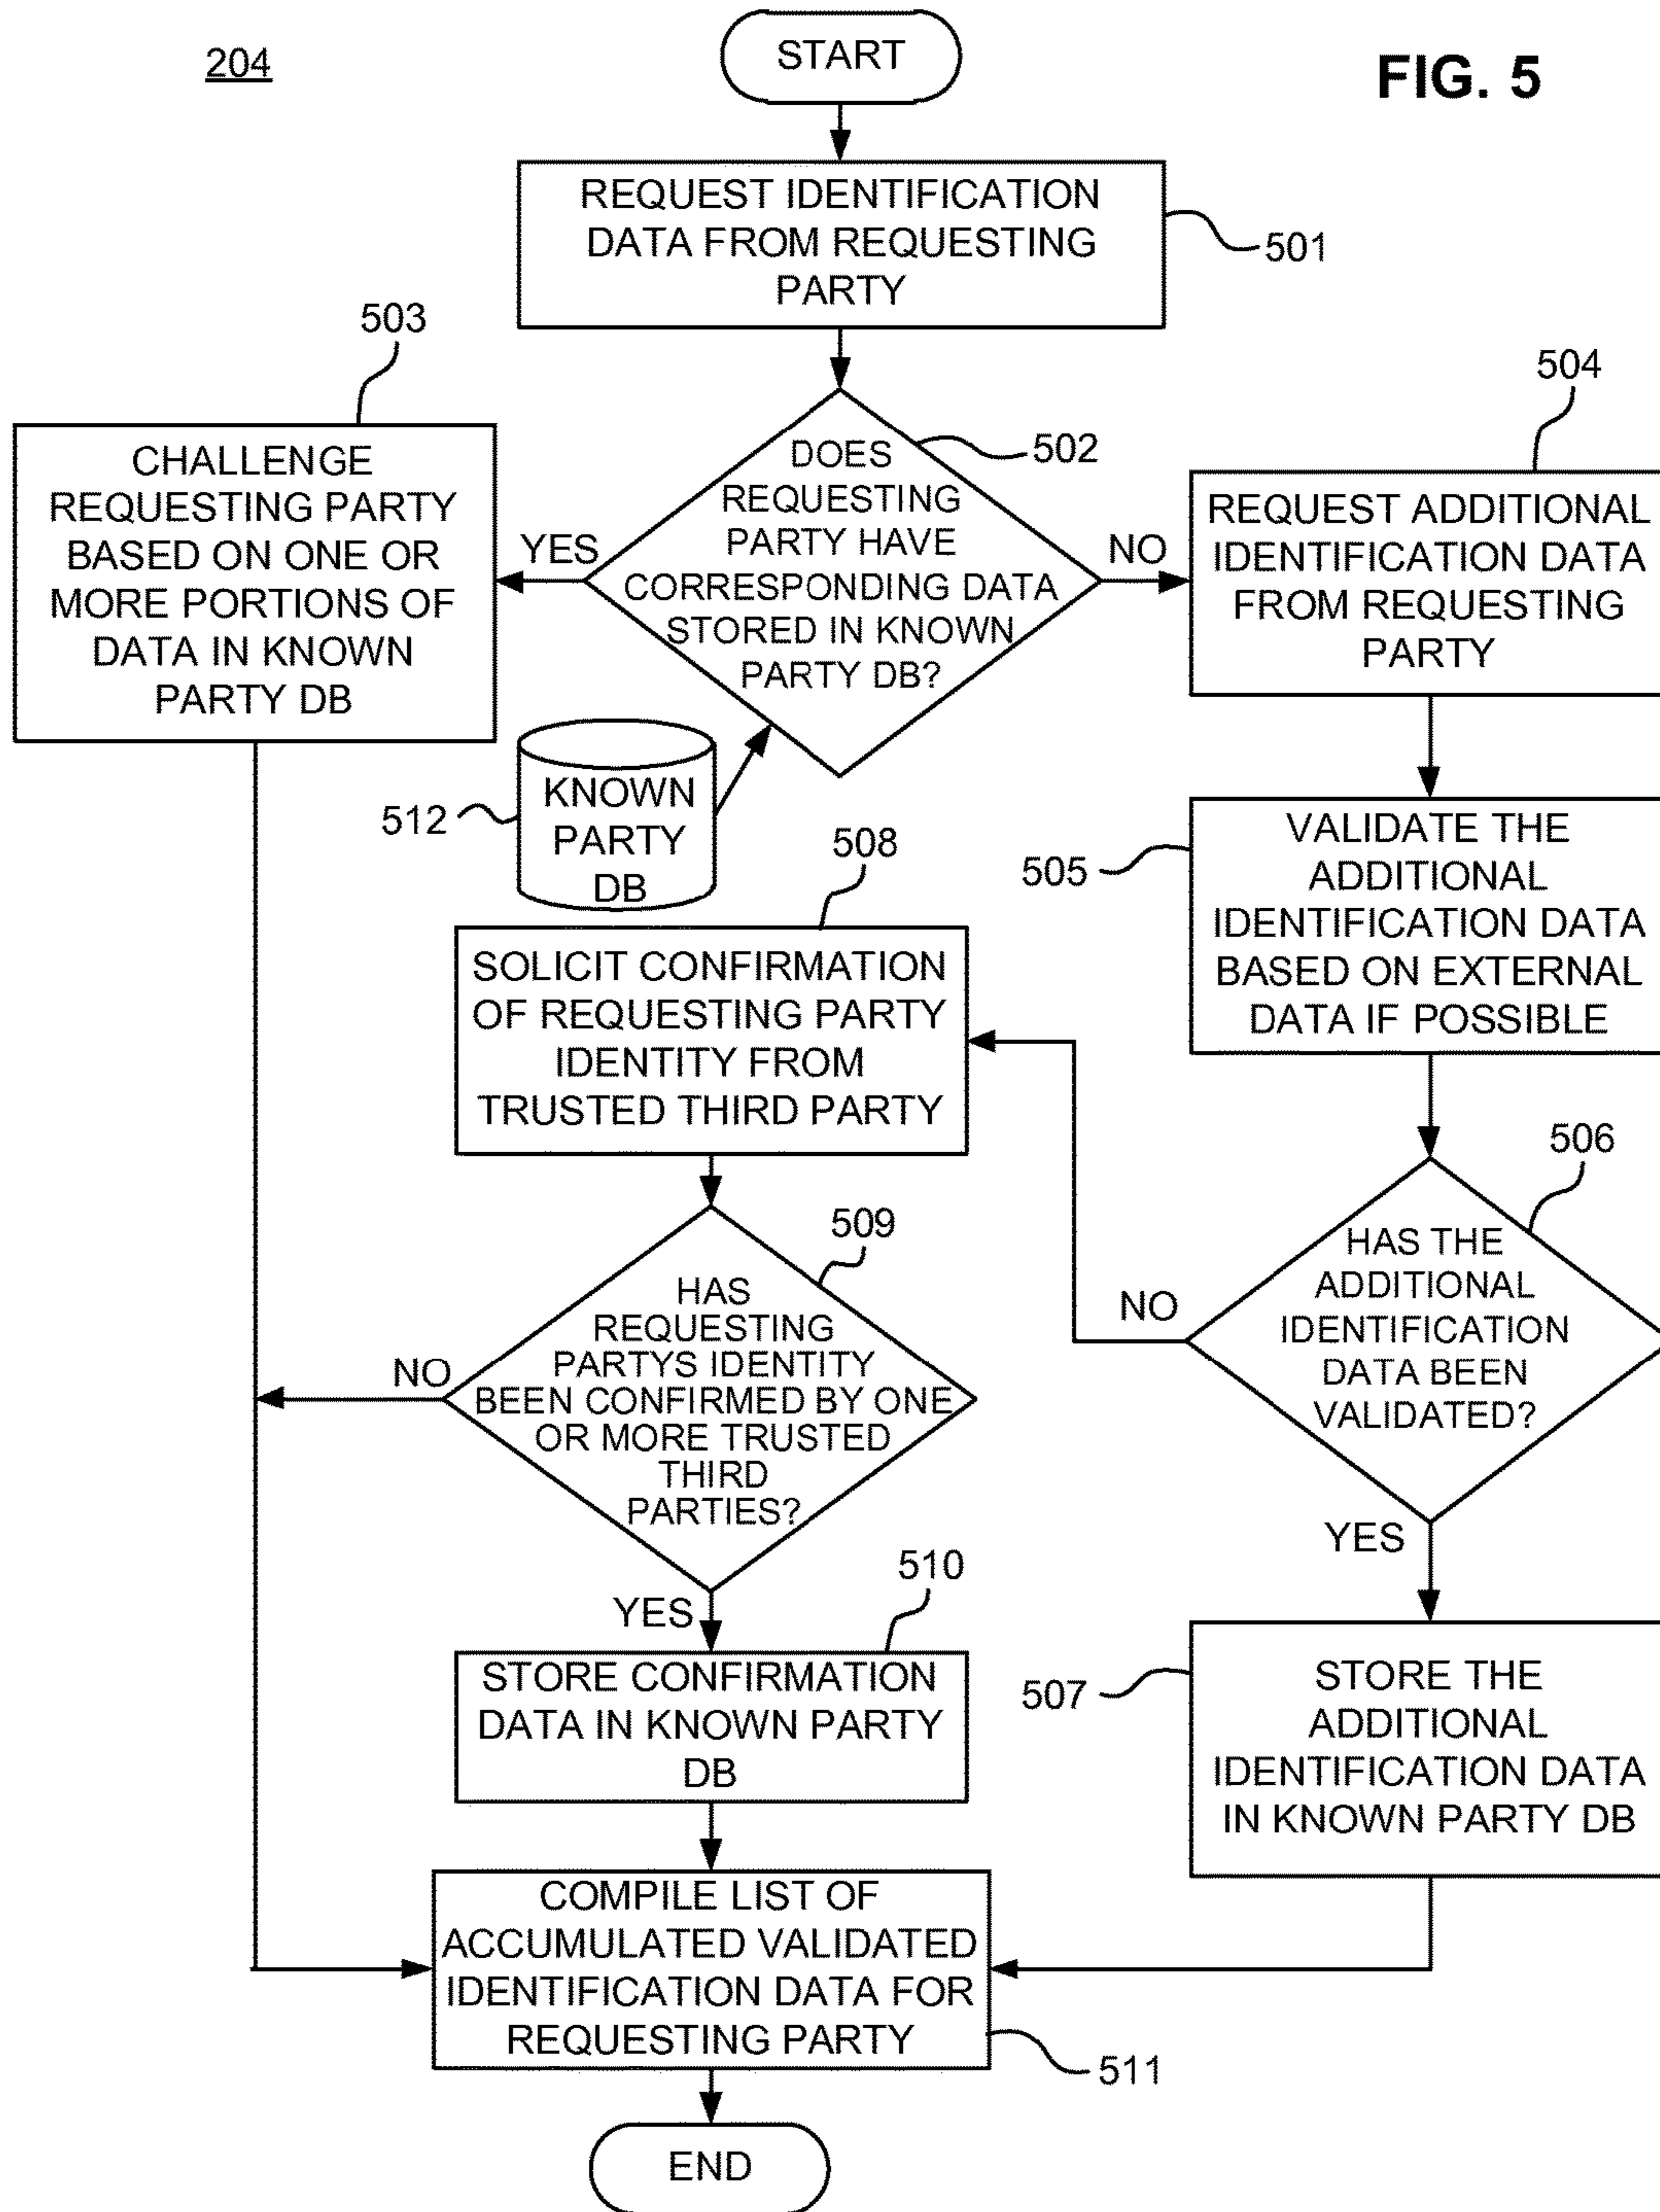 204
START
FIG. 5
REQUEST IDENTIFICATION
DATA FROM REQUESTING
PARTY
501
503
CHALLENGE
REQUESTING PARTY
BASED ON ONE OR
MORE PORTIONS OF
DATA IN KNOWN
PARTY DB
YES
DOES
REQUESTING
PARTY HAVE
CORRESPONDING DATA
STORED IN KNOWN
PARTY DB?
502
NO
504
REQUEST ADDITIONAL
IDENTIFICATION DATA
FROM REQUESTING
PARTY
512
KNOWN
PARTY
DB
505
VALIDATE THE
ADDITIONAL
IDENTIFICATION DATA
BASED ON EXTERNAL
DATA IF POSSIBLE
508
SOLICIT CONFIRMATION
OF REQUESTING PARTY
IDENTITY FROM
TRUSTED THIRD PARTY
506
HAS THE
ADDITIONAL
IDENTIFICATION
DATA BEEN
VALIDATED?
NO
YES
509
HAS
REQUESTING
PARTYS IDENTITY
BEEN CONFIRMED BY ONE
OR MORE TRUSTED
THIRD
PARTIES?
NO
YES
510
STORE CONFIRMATION
DATA IN KNOWN PARTY
DB
507
STORE THE
ADDITIONAL
IDENTIFICATION DATA
IN KNOWN PARTY DB
COMPILE LIST OF
ACCUMULATED VALIDATED
IDENTIFICATION DATA FOR
REQUESTING PARTY
511
END